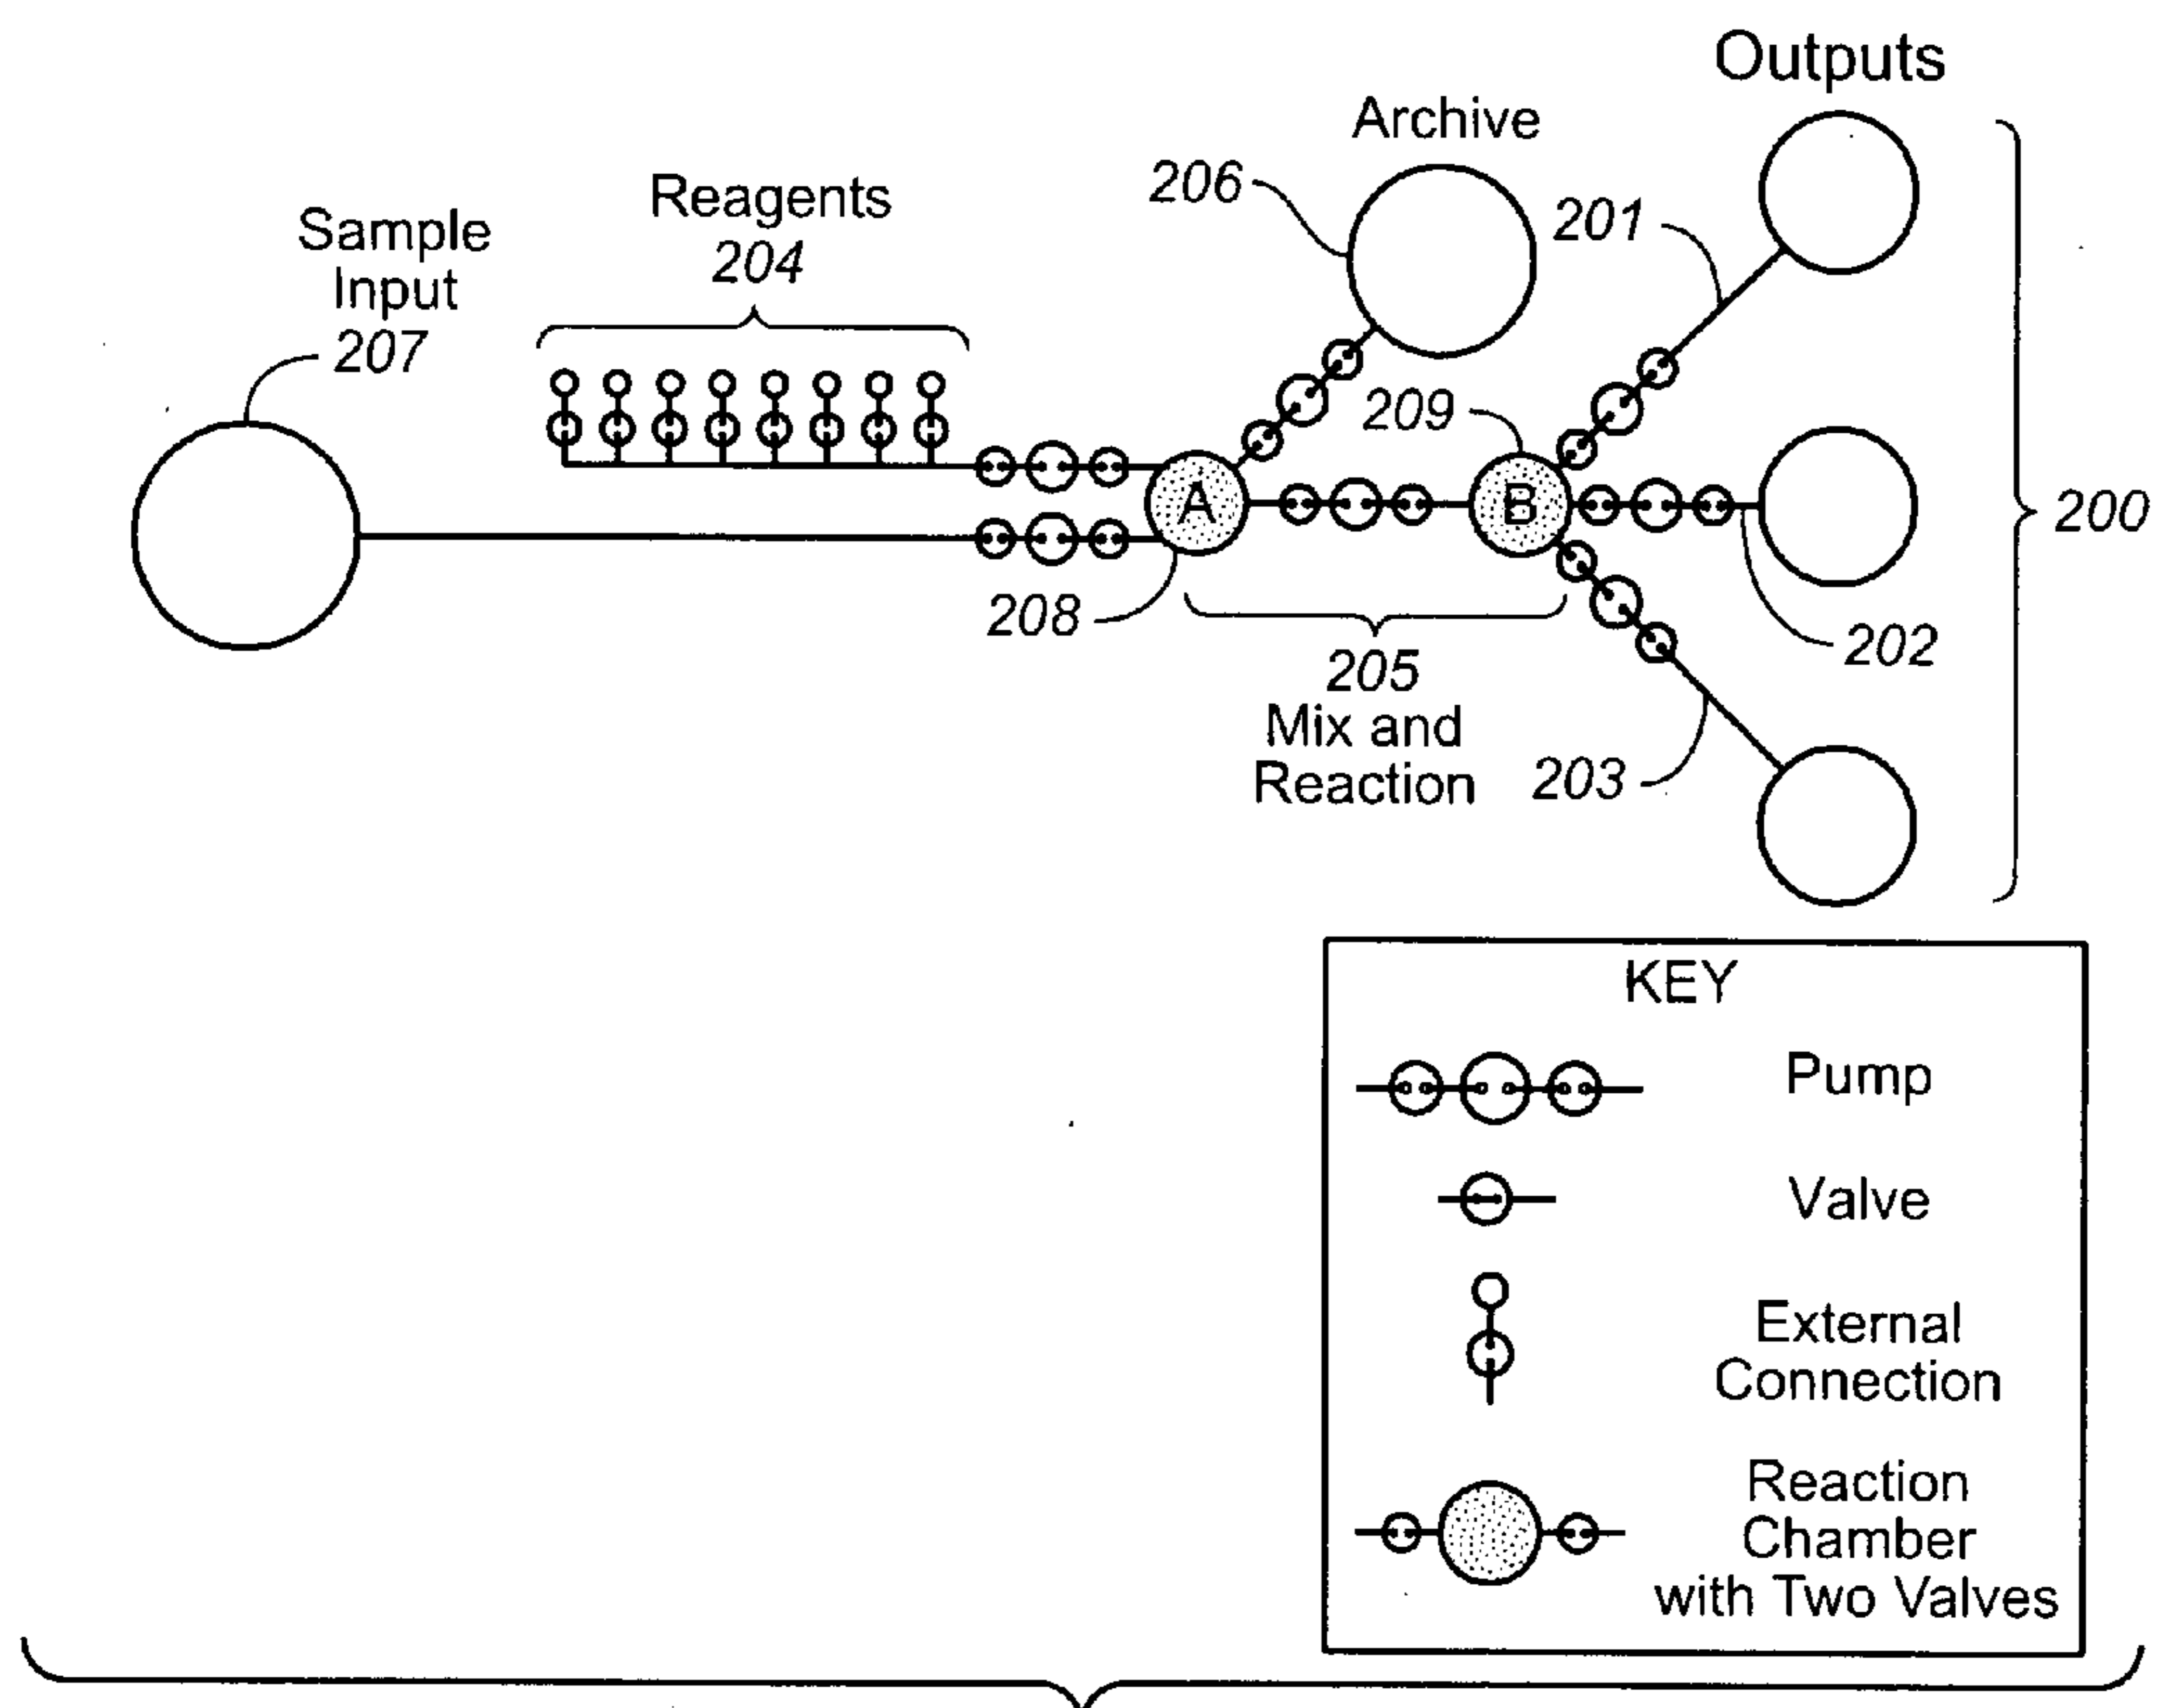 Outputs
Archive
206
201
Reagents
204
Sample
Input
207
209
A
B
200
208
202
205
Mix and
Reaction
203
KEY
Pump
Valve
External
Connection
Reaction
Chamber
with Two Valves